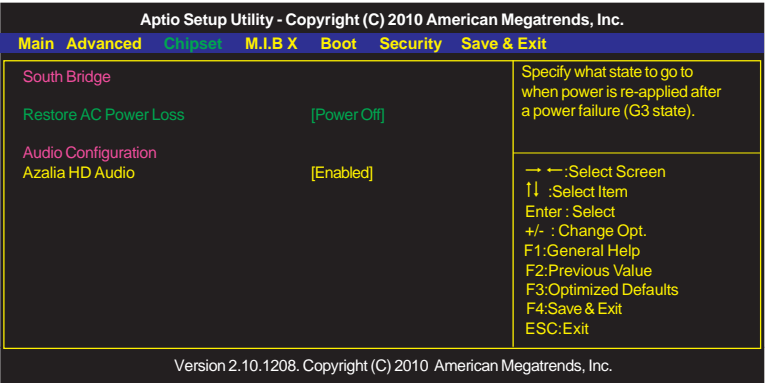 Aptio Setup Utility - Copyright (C) 2010 American Megatrends, Inc.
Main Advanced Chipset M.I.B X Boot Security Save & Exit
South Bridge
Restore AC Power Loss [Power Off]
Audio Configuration
Azalia HD Audio [Enabled]
Specify what state to go to
when power is re-applied after
a power failure (G3 state).
→ ←:Select Screen
↑↓ :Select Item
Enter : Select
+/- : Change Opt.
F1:General Help
F2:Previous Value
F3:Optimized Defaults
F4:Save & Exit
ESC:Exit
Version 2.10.1208. Copyright (C) 2010 American Megatrends, Inc.